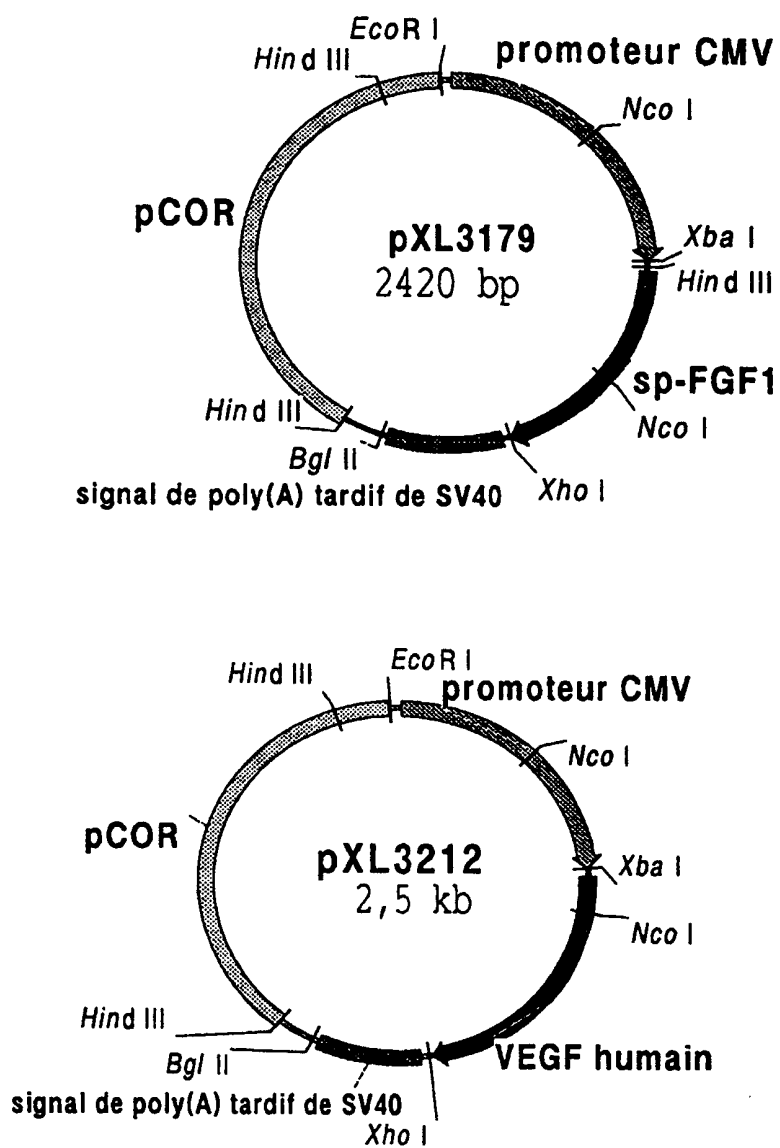 EcoR I
promoteur CMV
Hind III
Nco I
pCOR
pXL3179
2420 bp
Xba I
Hind III
sp-FGF1
Hind III
Nco I
Bgl II
Xho I
signal de poly(A) tardif de SV40
EcoR I
Hind III
promoteur CMV
Nco I
pCOR
pXL3212
2,5 kb
Xba I
Nco I
Hind III
VEGF humain
Bgl II
signal de poly(A) tardif de SV40
Xho I